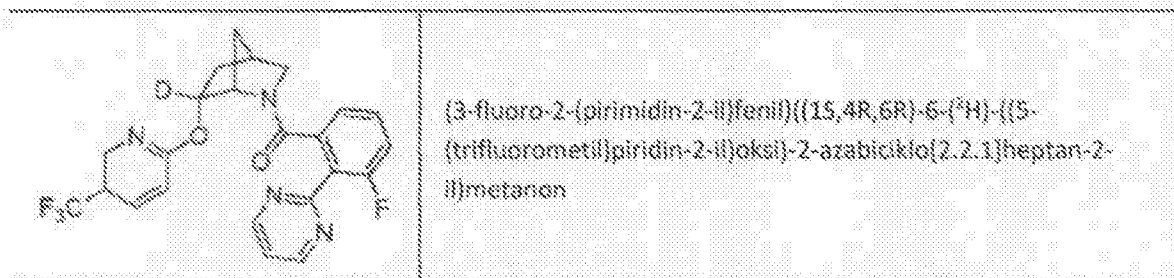 D
N
N
O
O
F₃C
N
N
F
(3-fluoro-2-(pirimidin-2-il)fenil)((1S,4R,6R)-6-(²H)-((5-
(trifluorometil)piridin-2-il)oksi)-2-azabiciklo[2.2.1]heptan-2-
il)metanon